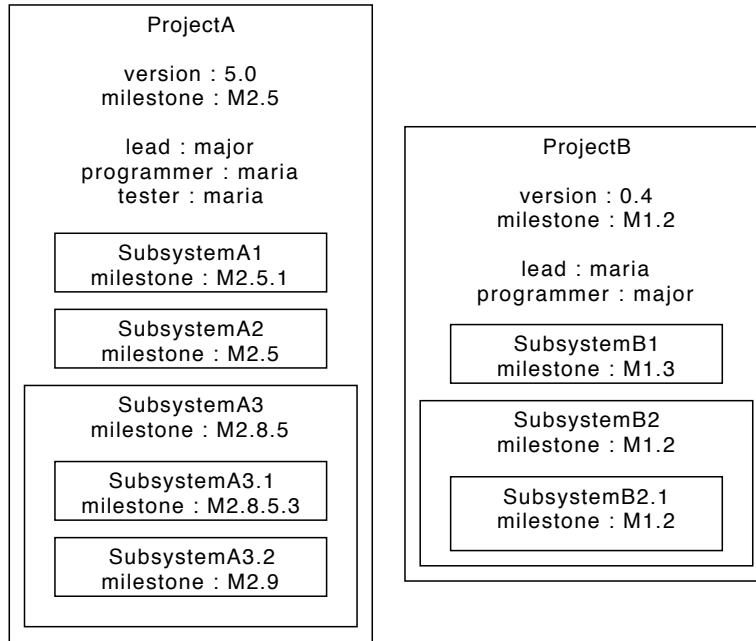 ProjectA
version : 5.0
milestone : M2.5
lead : major
programmer : maria
tester : maria
SubsystemA1
milestone : M2.5.1
SubsystemA2
milestone : M2.5
SubsystemA3
milestone : M2.8.5
SubsystemA3.1
milestone : M2.8.5.3
SubsystemA3.2
milestone : M2.9
ProjectB
version : 0.4
milestone : M1.2
lead : maria
programmer : major
SubsystemB1
milestone : M1.3
SubsystemB2
milestone : M1.2
SubsystemB2.1
milestone : M1.2